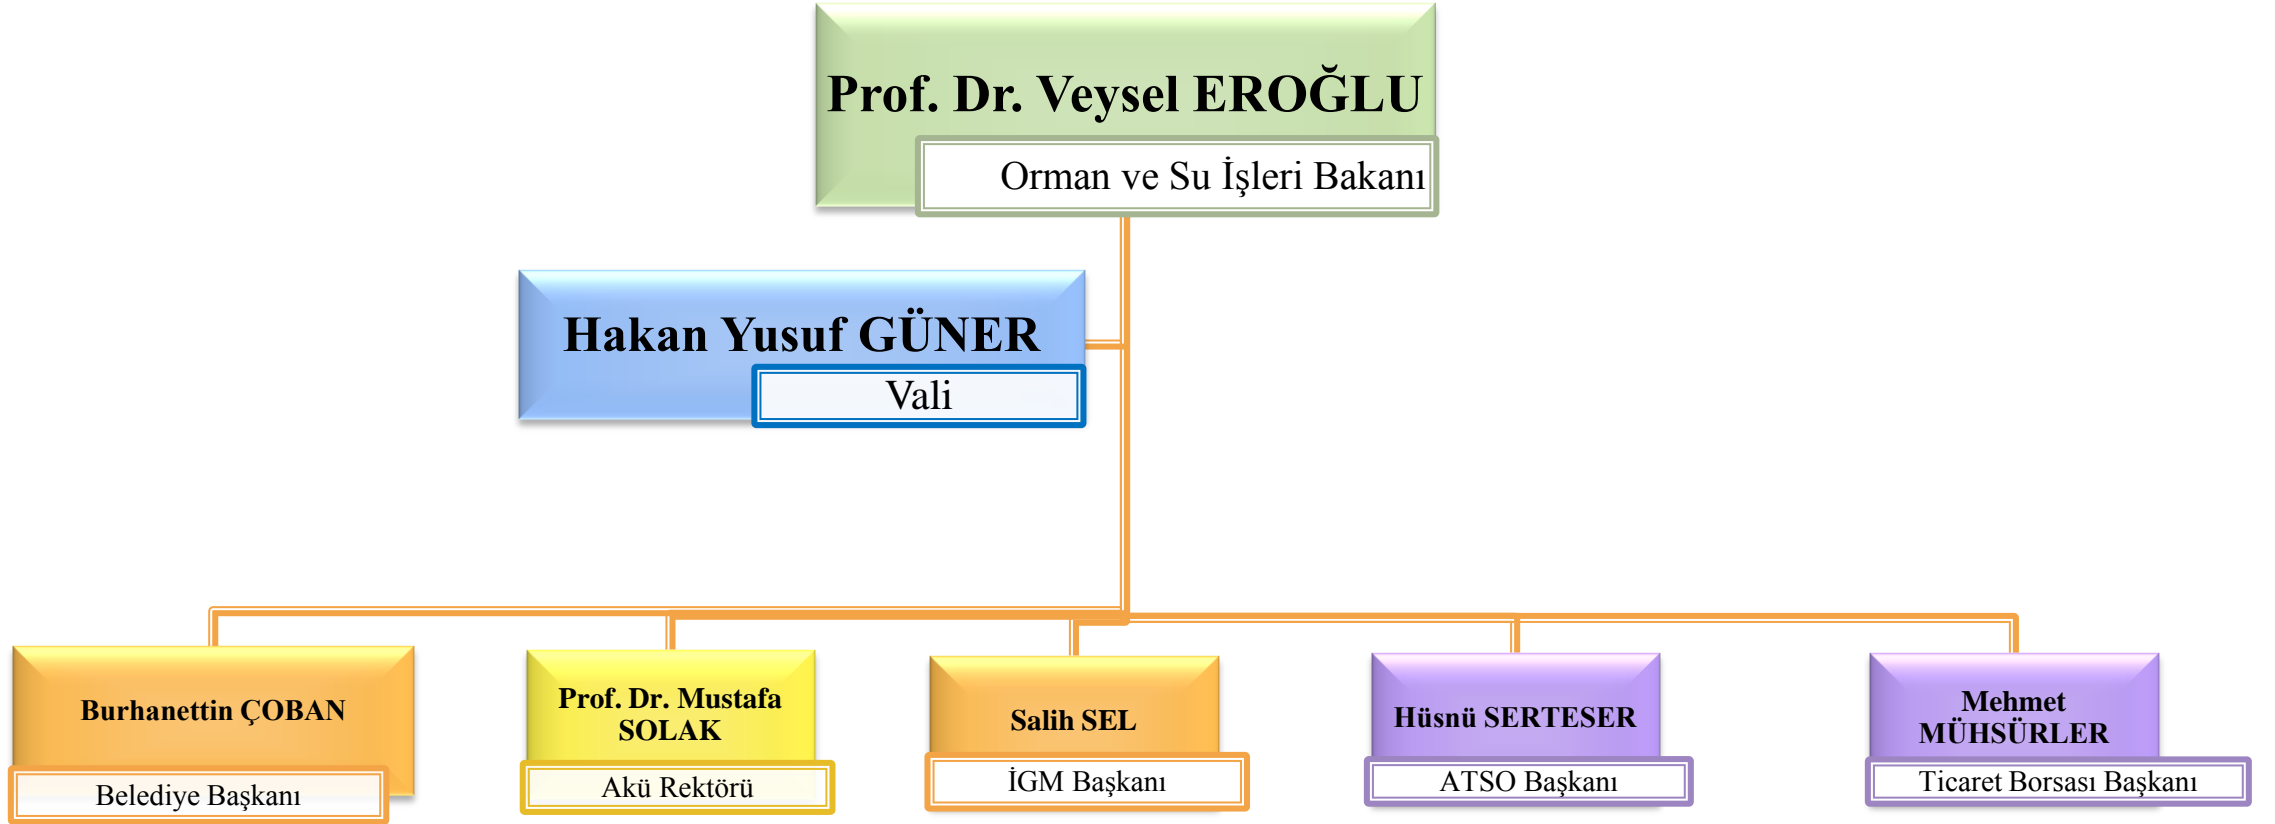 Prof. Dr. Veysel EROĞLU
Orman ve Su İşleri Bakanı
Hakan Yusuf GÜNER
Vali
Burhanettin ÇOBAN
Belediye Başkanı
Prof. Dr. Mustafa
SOLAK
Akü Rektörü
Salih SEL
İGM Başkanı
Hüsnü SERTESER
ATSO Başkanı
Mehmet
MÜHSÜRLER
Ticaret Borsası Başkanı